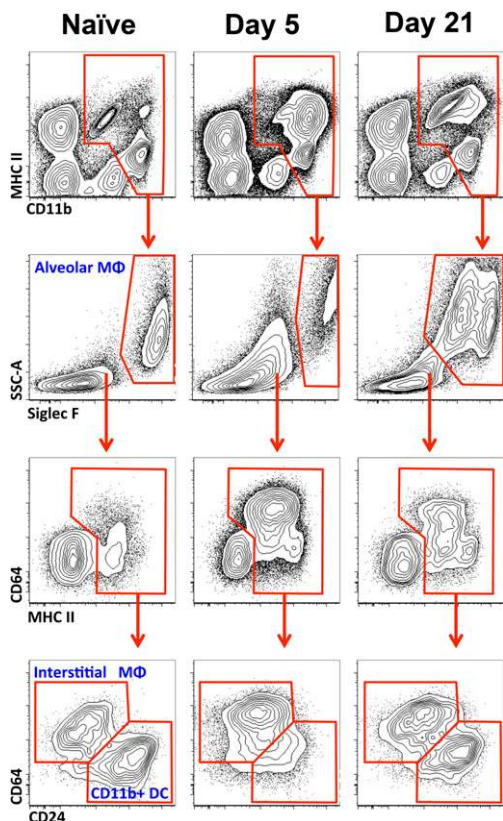 Naïve Day 5 Day 21
MHC II
CD11b
Alveolar MΦ
SSC-A
Siglec F
CD64
MHC II
Interstitial MΦ
CD64
CD11b+ DC
CD24